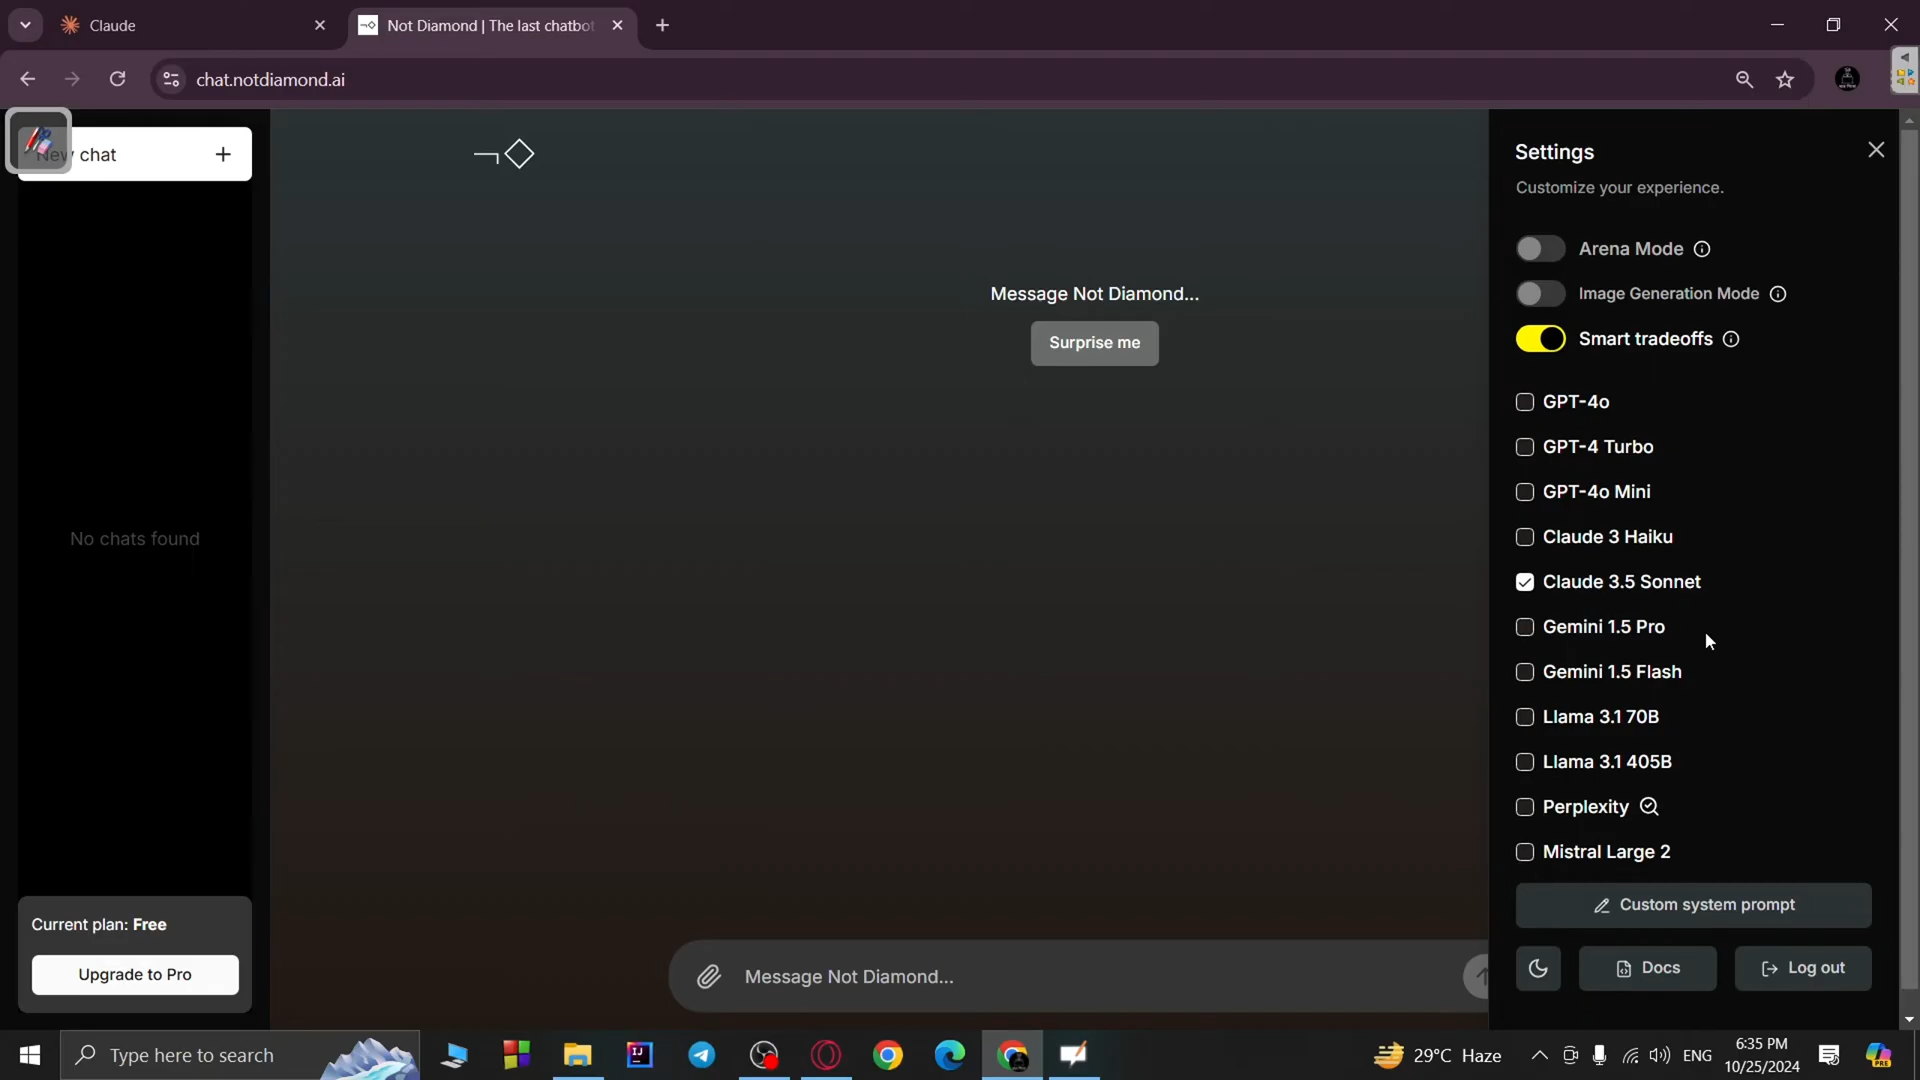 Claude
Not Diamond | The last chatbot
chat.notdiamond.ai
New chat
No chats found
Current plan: Free
Upgrade to Pro
Message Not Diamond...
Surprise me
Message Not Diamond...
Settings
Customize your experience.
Arena Mode
Image Generation Mode
Smart tradeoffs
GPT-4o
GPT-4 Turbo
GPT-4o Mini
Claude 3 Haiku
Claude 3.5 Sonnet
Gemini 1.5 Pro
Gemini 1.5 Flash
Llama 3.1 70B
Llama 3.1 405B
Perplexity
Mistral Large 2
Custom system prompt
Docs
Log out
Type here to search
29°C Haze
ENG
6:35 PM
10/25/2024